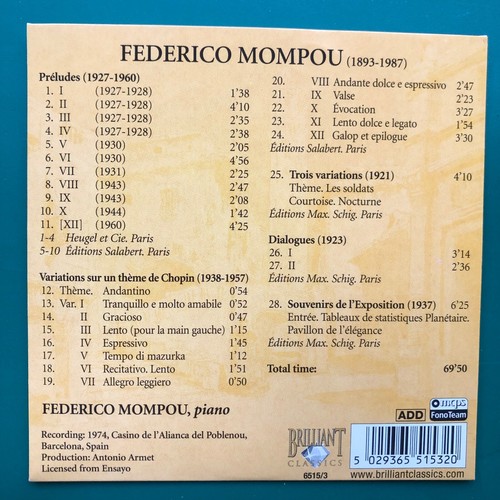 FEDERICO MOMPOU (1893-1987)
Préludes (1927-1960)
1. I (1927-1928) 1'38
2. II (1927-1928) 4'10
3. III (1927-1928) 2'35
4. IV (1927-1928) 2'38
5. V (1930) 2'05
6. VI (1930) 4'56
7. VII (1931) 2'25
8. VIII (1943) 2'47
9. IX (1943) 2'08
10. X (1944) 1'42
11. [XII] (1960) 4'25
1-4 Heugel et Cie. Paris
5-10 Éditions Salabert. Paris
Variations sur un thème de Chopin (1938-1957)
12. Thème. Andantino 0'54
13. Var. I Tranquillo e molto amabile 0'52
14. II Gracioso 0'47
15. III Lento (pour la main gauche) 1'15
16. IV Espressivo 1'45
17. V Tempo di mazurka 1'12
18. VI Recitativo. Lento 1'51
19. VII Allegro leggiero 0'50
FEDERICO MOMPOU, piano
Recording: 1974, Casino de l'Alianca del Poblenou,
Barcelona, Spain
Production: Antonio Armet
Licensed from Ensayo
20. VIII Andante dolce e espressivo 2'47
21. IX Valse 2'23
22. X Évocation 3'27
23. XI Lento dolce e legato 1'54
24. XII Galop et epilogue 3'30
Éditions Salabert. Paris
25. Trois variations (1921) 4'10
Thème. Les soldats
Courtoise. Nocturne
Éditions Max. Schig. Paris
Dialogues (1923)
26. I 3'14
27. II 2'36
Éditions Max. Schig. Paris
28. Souvenirs de l'Exposition (1937) 6'25
Entrée. Tableaux de statistiques Planétaire.
Pavillon de l'élégance
Éditions Max. Schig. Paris
Total time: 69'50
ADD
mcps
FonoTeam
BRILLIANT
CLASSICS
6515/3
5 029365 651530